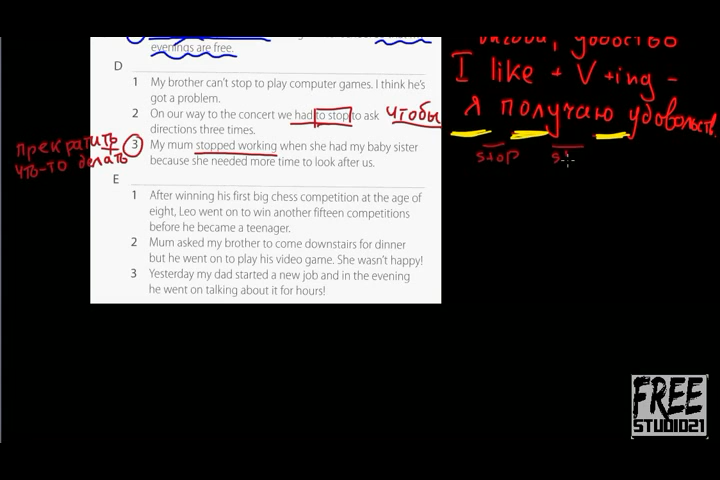 evenings are free.
D
1 My brother can't stop to play computer games. I think he's
got a problem.
2 On our way to the concert we had to stop to ask
directions three times.
3 My mum stopped working when she had my baby sister
because she needed more time to look after us.
E
1 After winning his first big chess competition at the age of
eight, Leo went on to win another fifteen competitions
before he became a teenager.
2 Mum asked my brother to come downstairs for dinner
but he went on to play his video game. She wasn't happy!
3 Yesterday my dad started a new job and in the evening
he went on talking about it for hours!
чтобы
прекратить
что-то делать
I like + V +ing -
я получаю удовольств
stop
st
FREE
STUDIO21